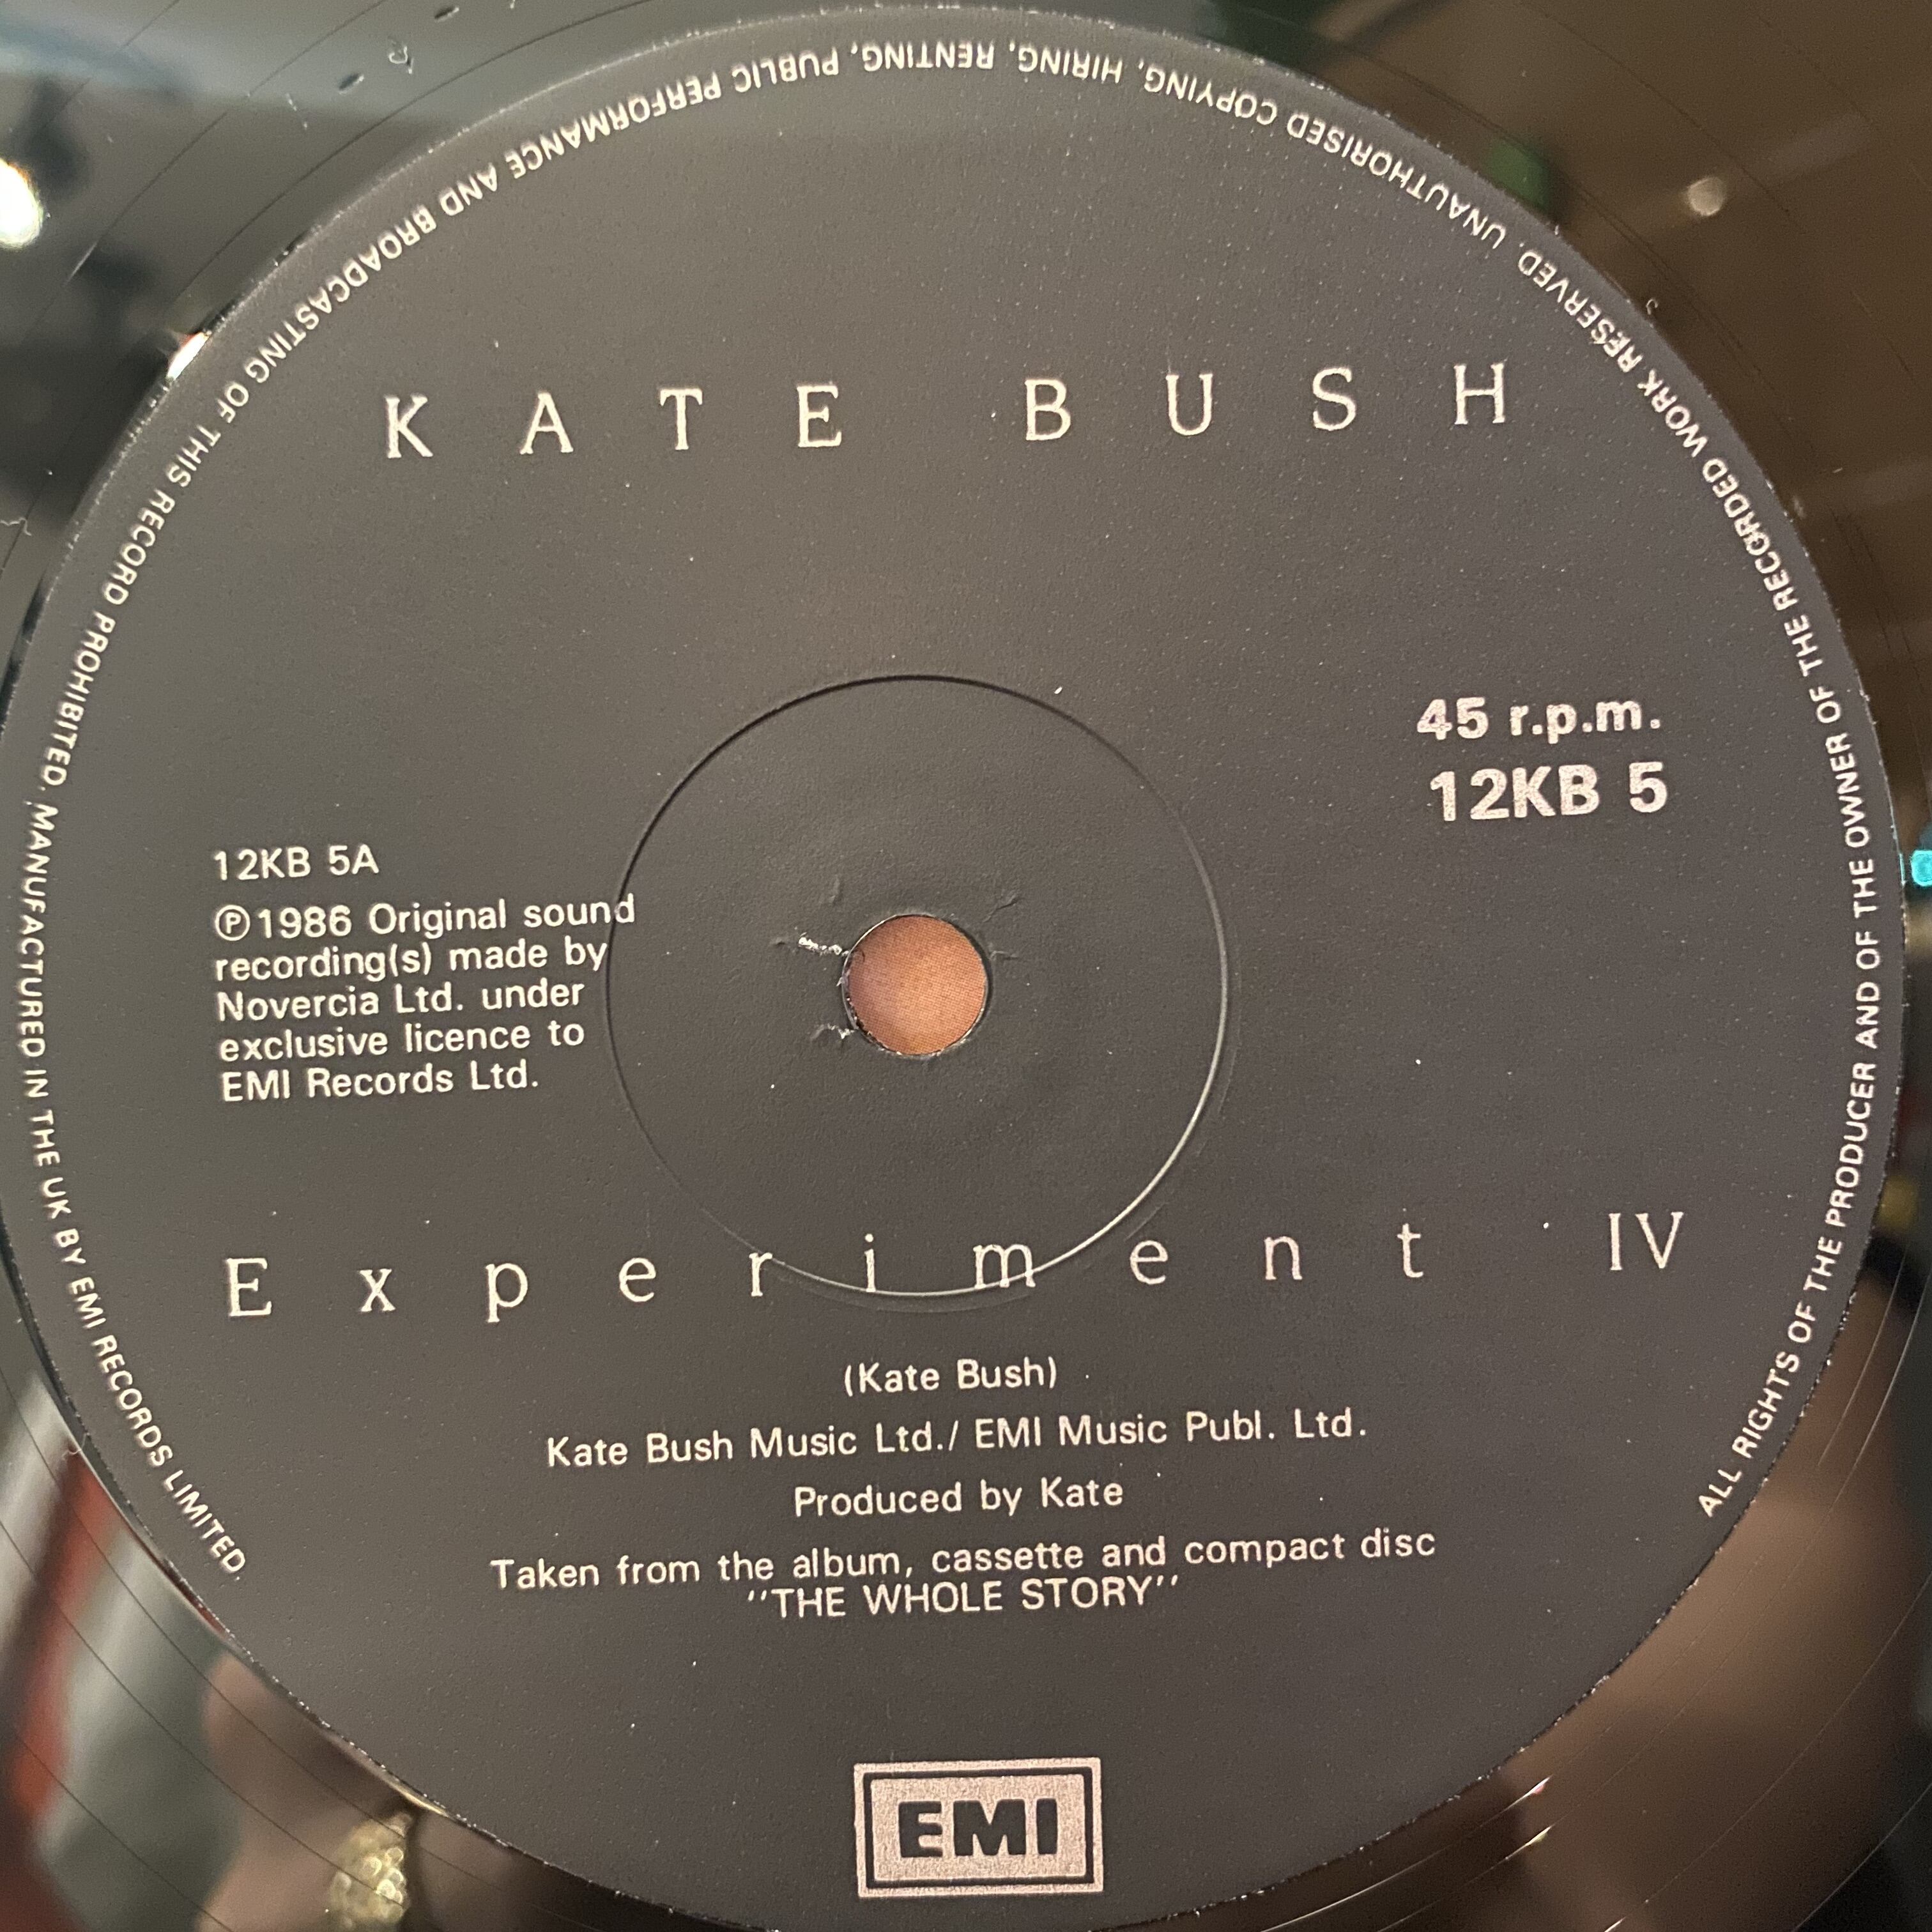 KATE BUSH
45 r.p.m.
12KB 5
12KB 5A
Ⓟ1986 Original sound
recording(s) made by
Novercia Ltd. under
exclusive licence to
EMI Records Ltd.
Experiment IV
(Kate Bush)
Kate Bush Music Ltd./ EMI Music Publ. Ltd.
Produced by Kate
Taken from the album, cassette and compact disc
''THE WHOLE STORY''
EMI
ALL RIGHTS OF THE PRODUCER AND OF THE OWNER OF THE RECORDED WORK RESERVED. UNAUTHORISED COPYING, HIRING, RENTING, PUBLIC PERFORMANCE AND BROADCASTING OF THIS RECORD PROHIBITED. MANUFACTURED IN THE UK BY EMI RECORDS LIMITED.